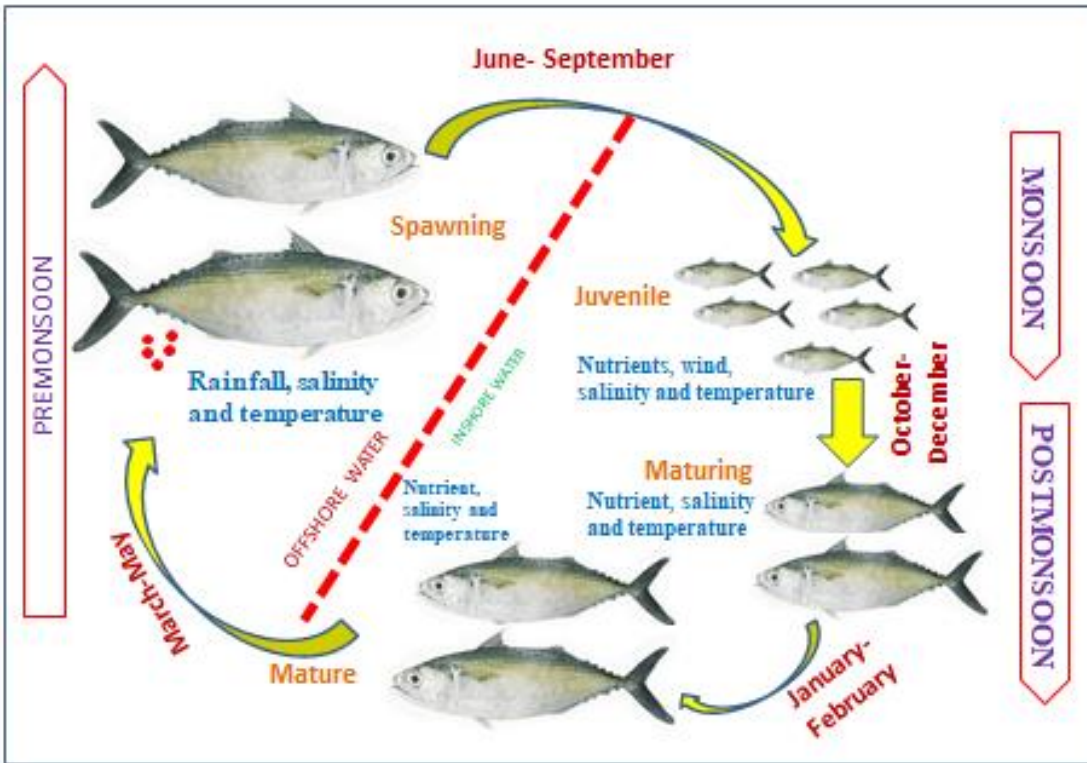 June- September
PREMONSOON
MONSOON
Spawning
Juvenile
Rainfall, salinity
and temperature
Nutrients, wind,
salinity and temperature
INSHORE WATER
OFFSHORE WATER
October-
December
POSTMONSOON
Maturing
Nutrient, salinity
and temperature
Nutrient,
salinity and
temperature
March-May
Mature
January-
February